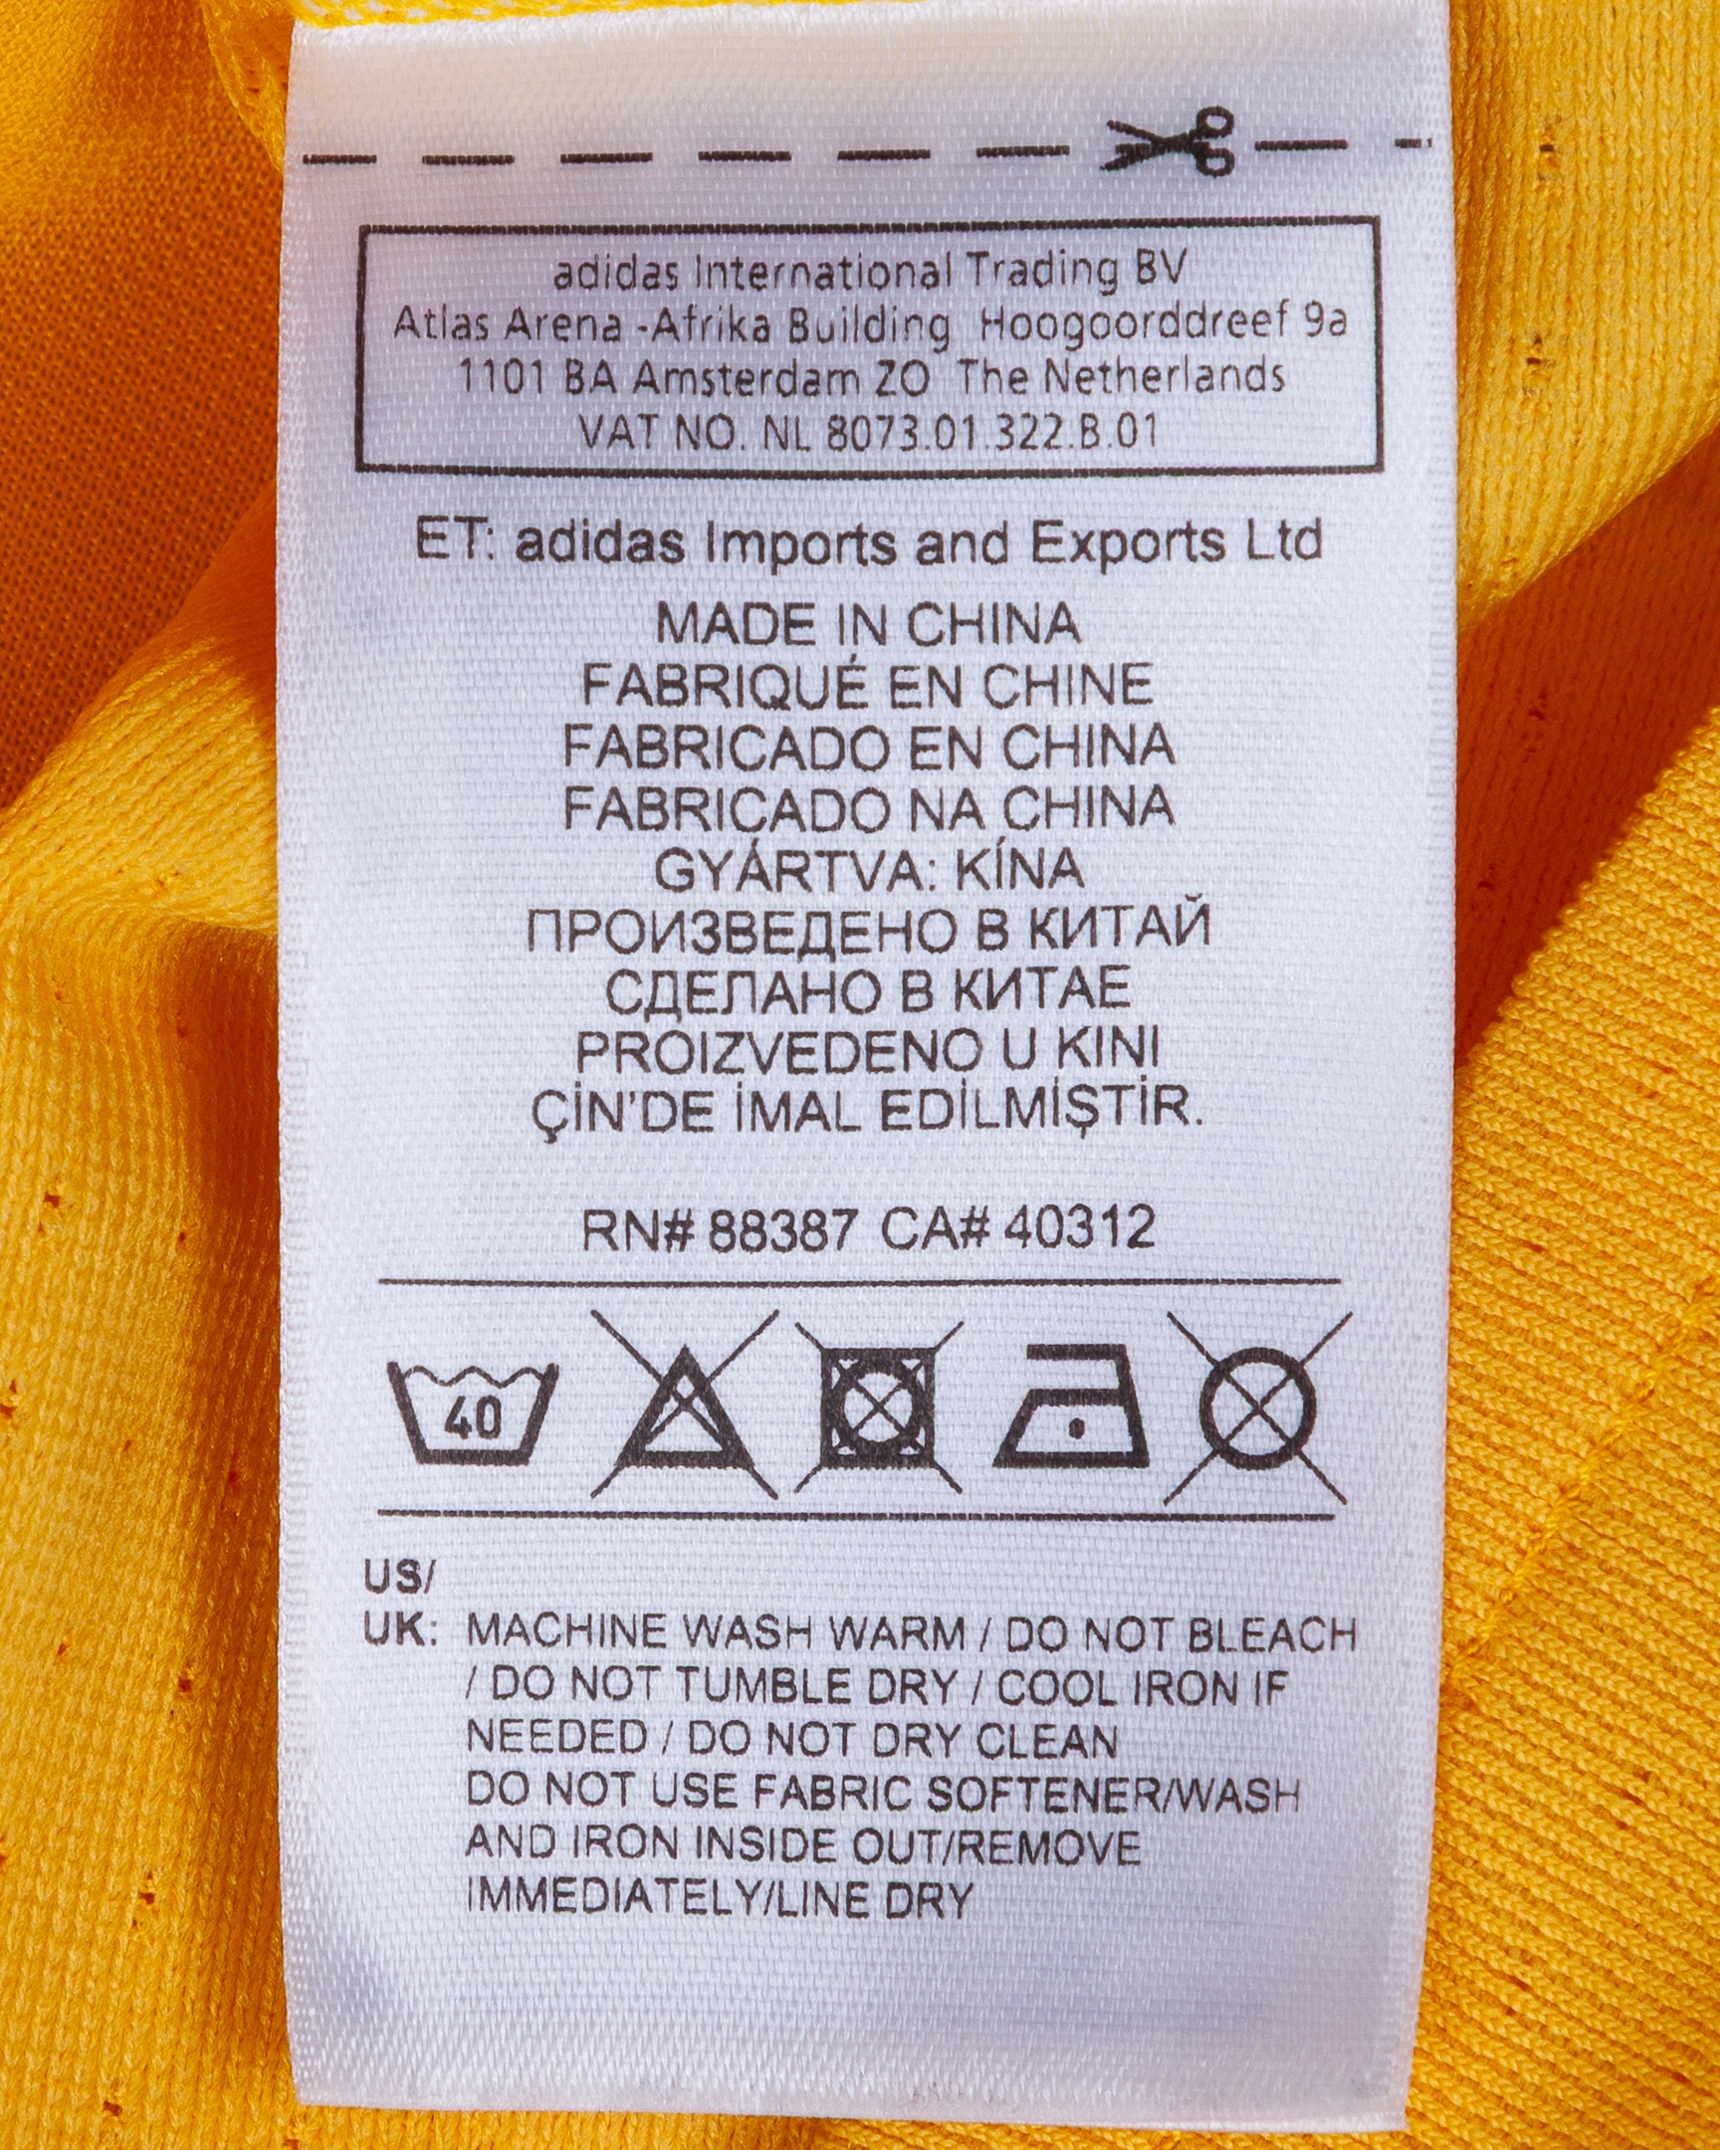 adidas International Trading BV
Atlas Arena -Afrika Building Hoogoorddreef 9a
1101 BA Amsterdam ZO The Netherlands
VAT NO. NL 8073.01.322.B.01
ET: adidas Imports and Exports Ltd
MADE IN CHINA
FABRIQUÉ EN CHINE
FABRICADO EN CHINA
FABRICADO NA CHINA
GYÁRTVA: KÍNA
ПРОИЗВЕДЕНО В КИТАЙ
СДЕЛАНО В КИТАЕ
PROIZVEDENO U KINI
ÇİN'DE İMAL EDİLMİŞTİR.
RN# 88387 CA# 40312
40
US/
UK: MACHINE WASH WARM / DO NOT BLEACH
/ DO NOT TUMBLE DRY / COOL IRON IF
NEEDED / DO NOT DRY CLEAN
DO NOT USE FABRIC SOFTENER/WASH
AND IRON INSIDE OUT/REMOVE
IMMEDIATELY/LINE DRY